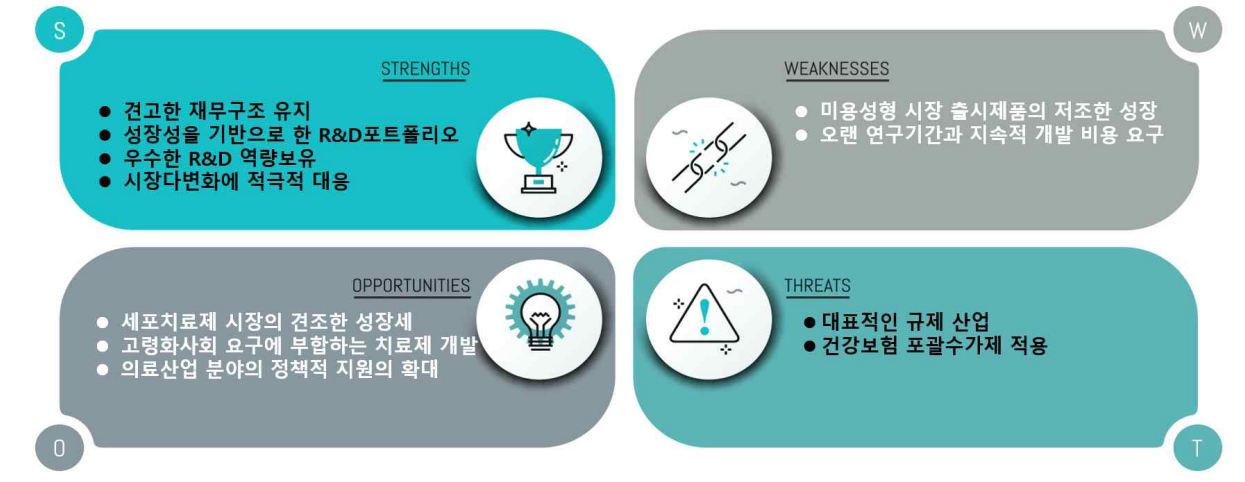 S
STRENGTHS
● 견고한 재무구조 유지
● 성장성을 기반으로 한 R&D포트폴리오
● 우수한 R&D 역량보유
● 시장다변화에 적극적 대응
W
WEAKNESSES
● 미용성형 시장 출시제품의 저조한 성장
● 오랜 연구기간과 지속적 개발 비용 요구
O
OPPORTUNITIES
● 세포치료제 시장의 견조한 성장세
● 고령화사회 요구에 부합하는 치료제 개발
● 의료산업 분야의 정책적 지원의 확대
T
THREATS
● 대표적인 규제 산업
● 건강보험 포괄수가제 적용